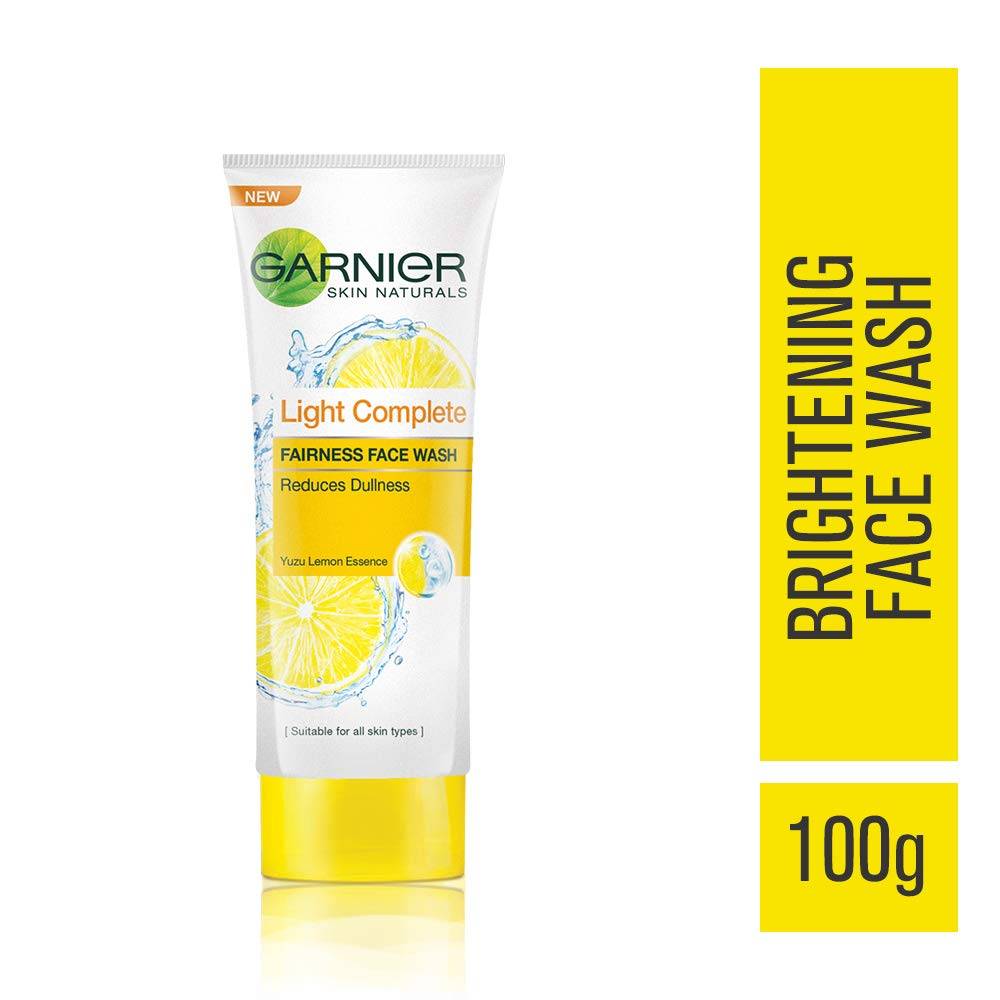 NEW
GARNIER
SKIN NATURALS
Light Complete
FAIRNESS FACE WASH
Reduces Dullness
Yuzu Lemon Essence
[ Suitable for all skin types ]
BRIGHTENING
FACE WASH
100g